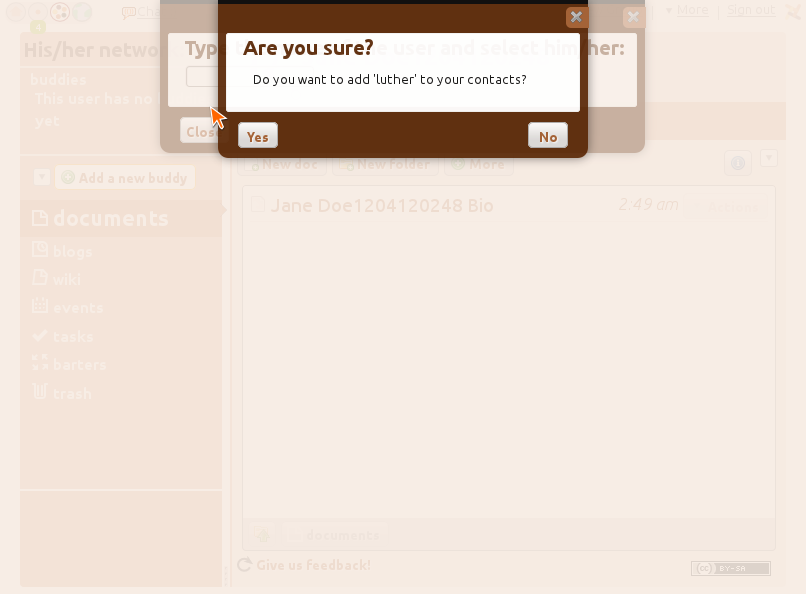 Cha
More | Sign out
His/her netwo
Type
e user and select him/her:
Are you sure?
Do you want to add 'luther' to your contacts?
Yes
No
Clos
buddies
This user has no
yet
Add a new buddy
New doc
New folder
More
documents
Jane Doe1204120248 Bio
2:49 am
blogs
wiki
events
tasks
barters
trash
documents
Give us Feedback!
BY-SA